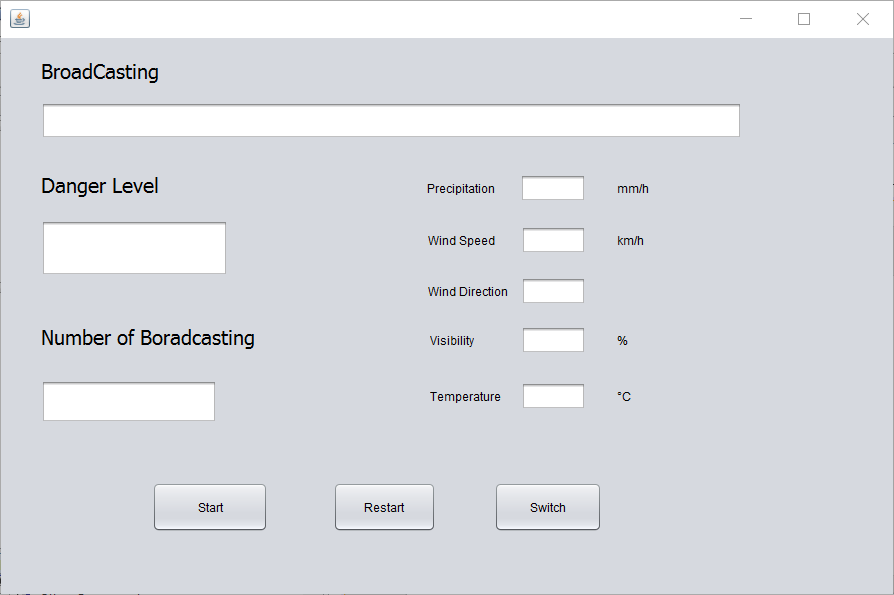 BroadCasting
Danger Level
Precipitation mm/h
Wind Speed km/h
Wind Direction
Number of Boradcasting
Visibility %
Temperature °C
Start Restart Switch